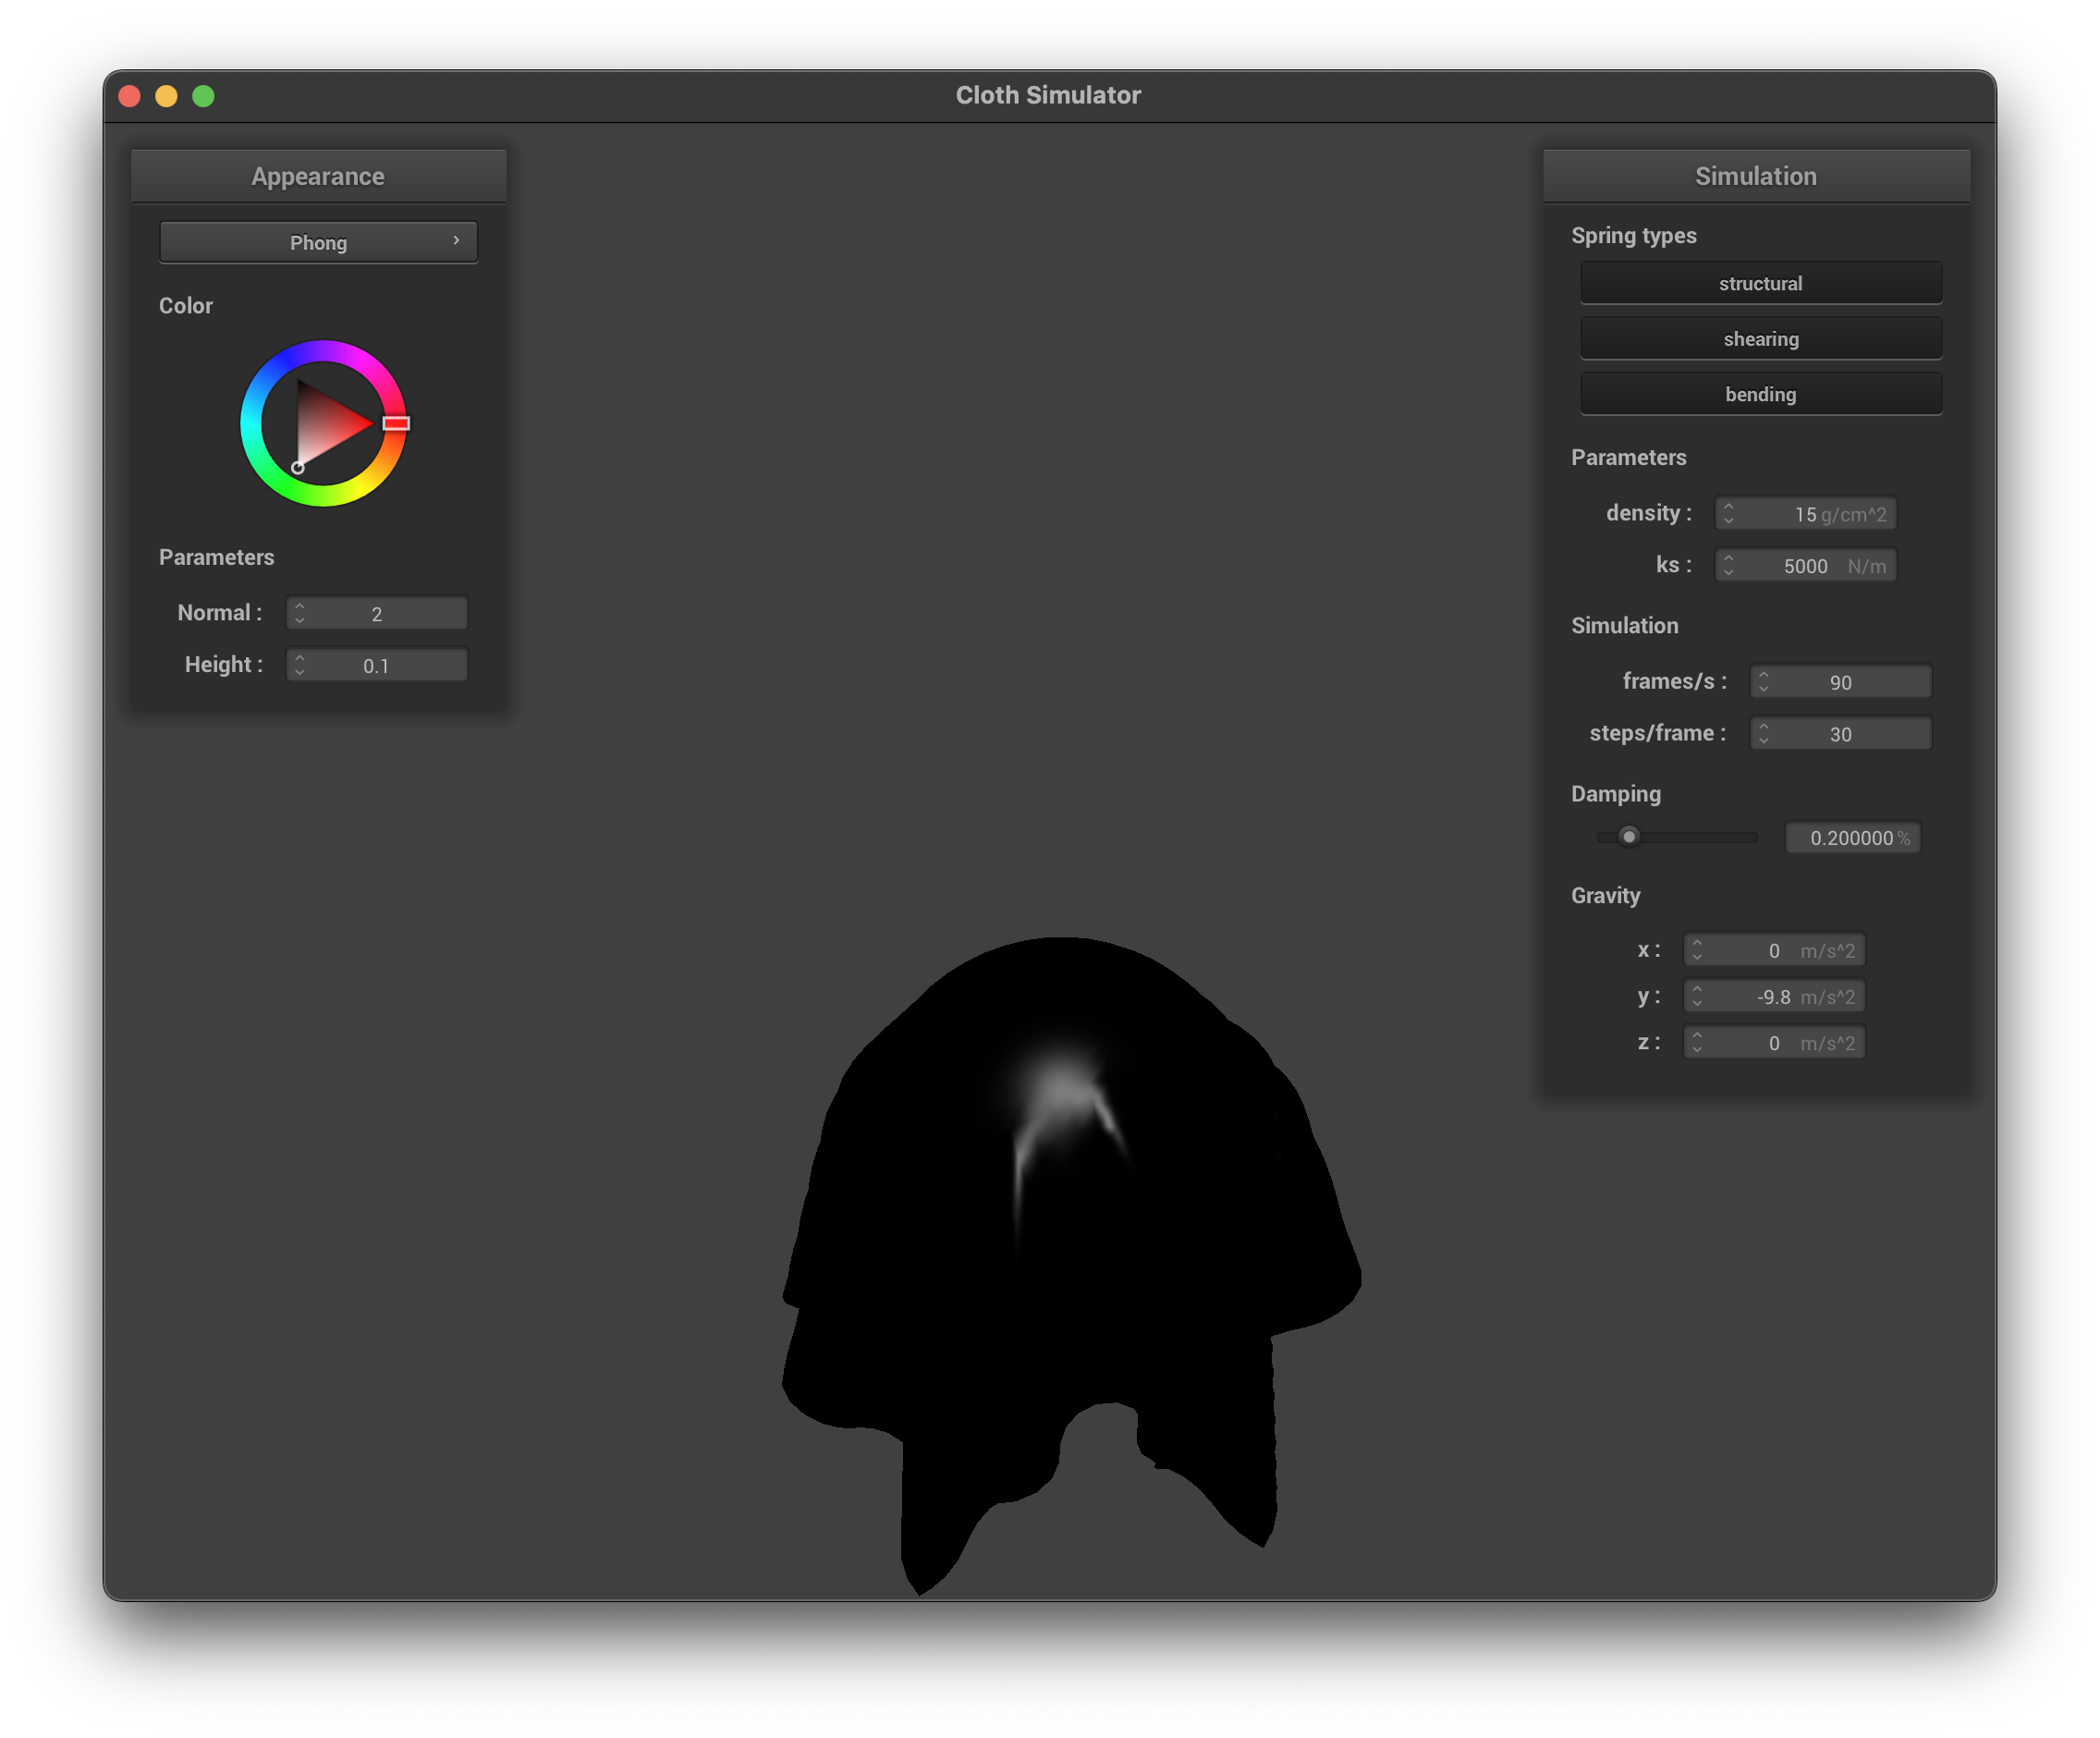 Cloth Simulator
Appearance
Phong
Color
Parameters
Normal : 2
Height : 0.1
Simulation
Spring types
structural
shearing
bending
Parameters
density : 15 g/cm^2
ks : 5000 N/m
Simulation
frames/s : 90
steps/frame : 30
Damping
0.200000 %
Gravity
x : 0 m/s^2
y : -9.8 m/s^2
z : 0 m/s^2